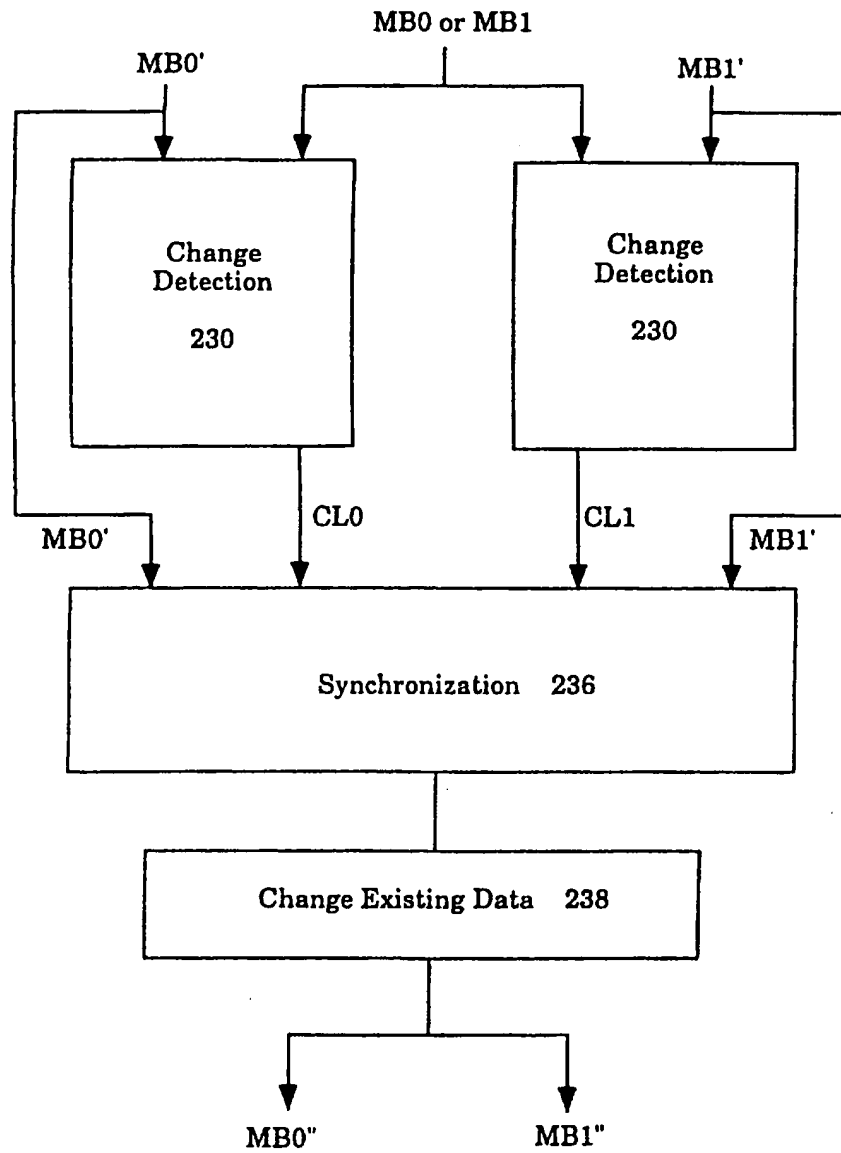 MB0 or MB1
MB0'
MB1'
Change
Detection
230
Change
Detection
230
CL0
CL1
MB0'
MB1'
Synchronization 236
Change Existing Data 238
MB0"
MB1"